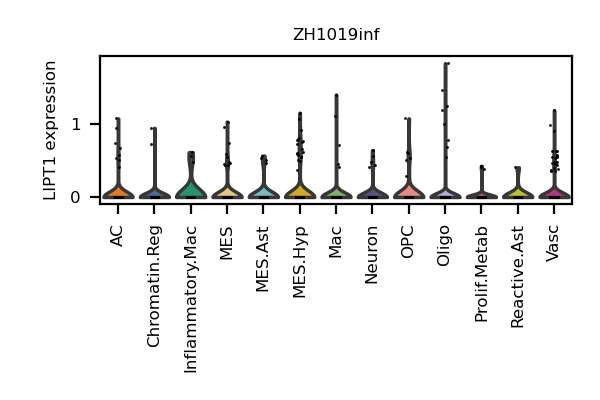 ZH1019inf
LIPT1 expression
1
0
AC
Chromatin.Reg
Inflammatory.Mac
MES
MES.Ast
MES.Hyp
Mac
Neuron
OPC
Oligo
Prolif.Metab
Reactive.Ast
Vasc